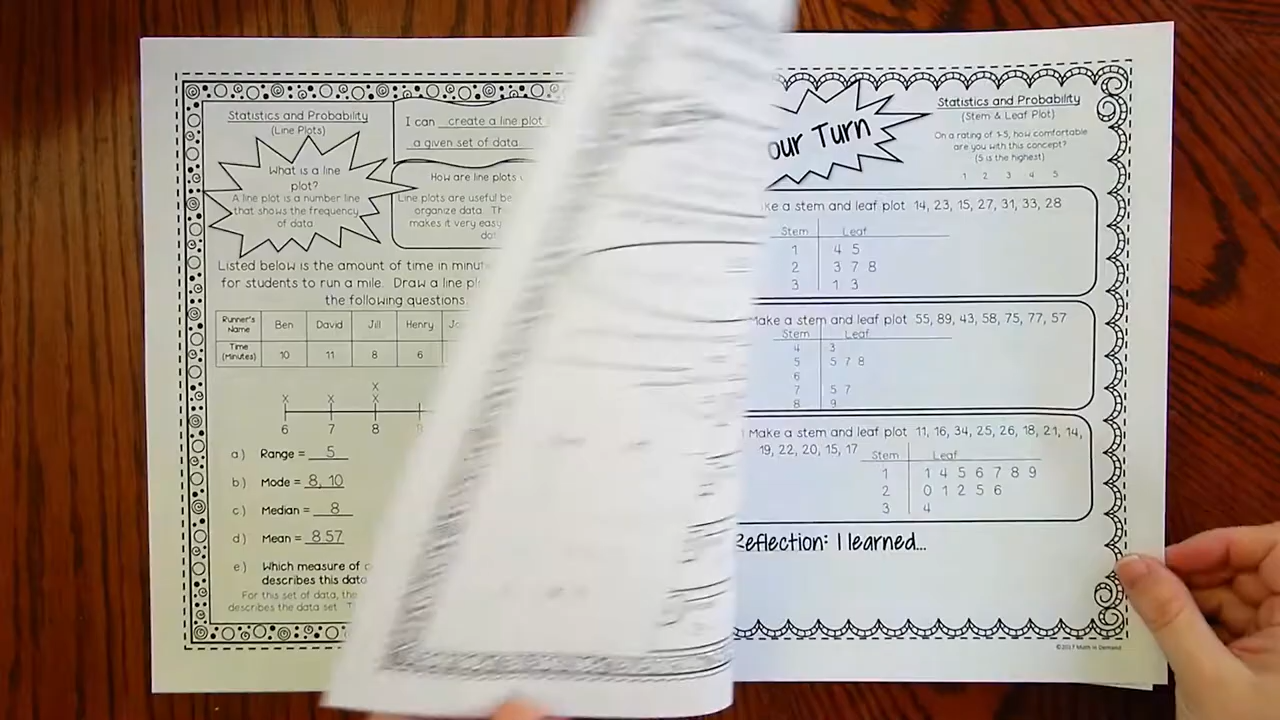 Statistics and Probability
(Line Plots)
What is a line
plot?
A line plot is a number line
that shows the frequency
of data
I can create a line plot
a given set of data
How are line plots
Line plots are useful
organize data. Th
makes it very easy
Listed below is the amount of time in minut
for students to run a mile. Draw a line pl
the following questions.
Runner's Name Ben David Jill Henry
Time (Minutes) 10 11 8 6
X X X X
6 7 8
a) Range = 5
b) Mode = 8, 10
c) Median = 8
d) Mean = 8.57
e) Which measure of
describes this data
For this set of data, the
describes the data set.
our Turn
Statistics and Probability
(Stem & Leaf Plot)
On a rating of 1-5, how comfortable
are you with this concept?
(5 is the highest)
1 2 3 4 5
ke a stem and leaf plot 14, 23, 15, 27, 31, 33, 28
Stem Leaf
1 4 5
2 3 7 8
3 1 3
Make a stem and leaf plot 55, 89, 43, 58, 75, 77, 57
Stem Leaf
4 3
5 5 7 8
6
7 5 7
8 9
Make a stem and leaf plot 11, 16, 34, 25, 26, 18, 21, 14,
19, 22, 20, 15, 17
Stem Leaf
1 1 4 5 6 7 8 9
2 0 1 2 5 6
3 4
Reflection: I learned...
©2017 Math in Demand